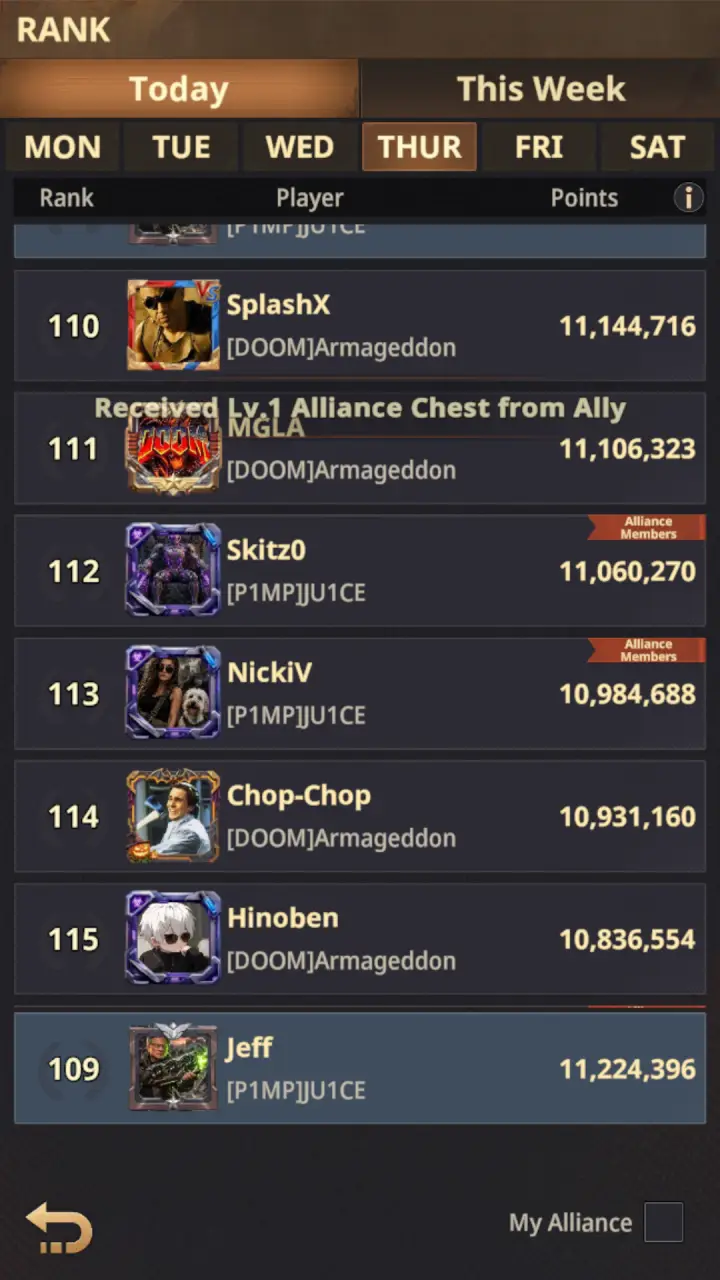 RANK
Today
This Week
MON TUE WED THUR FRI SAT
Rank Player Points i
[P1MP]JU1CE
110 SplashX 11,144,716
[DOOM]Armageddon
Received Lv.1 Alliance Chest from Ally
111 MGLA 11,106,323
DOOM
[DOOM]Armageddon
Alliance Members
112 Skitz0 11,060,270
[P1MP]JU1CE
Alliance Members
113 NickiV 10,984,688
[P1MP]JU1CE
114 Chop-Chop 10,931,160
[DOOM]Armageddon
115 Hinoben 10,836,554
[DOOM]Armageddon
109 Jeff 11,224,396
[P1MP]JU1CE
My Alliance